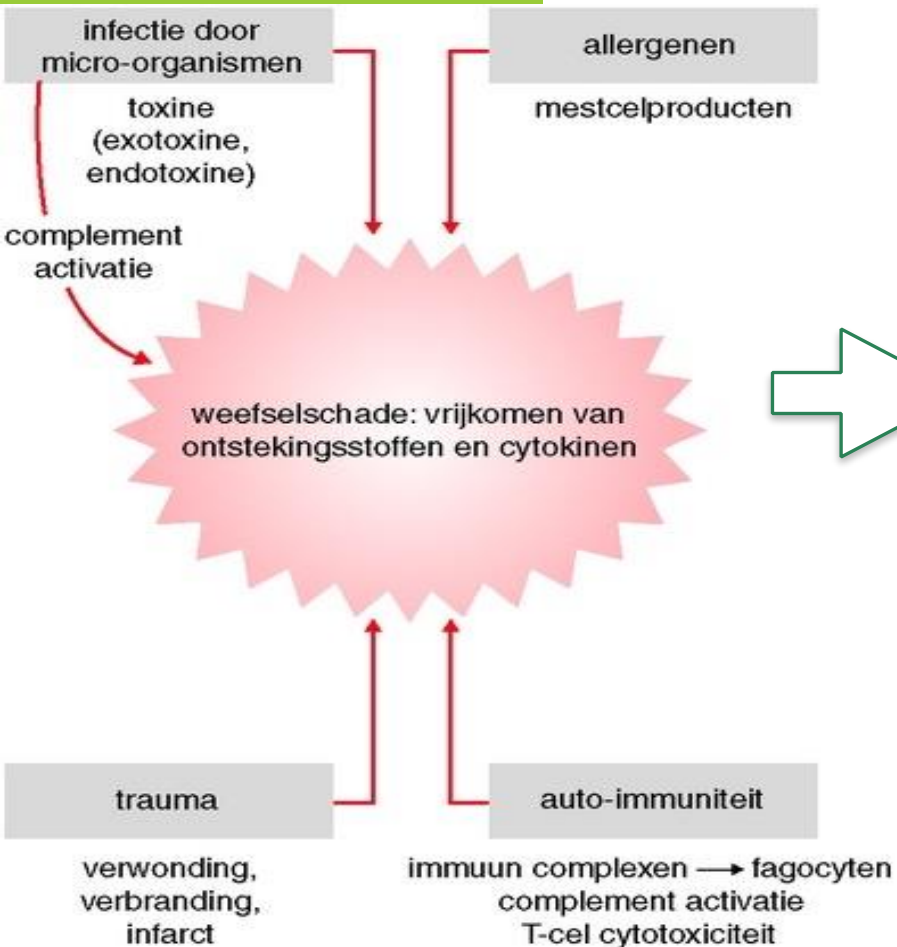 infectie door
micro-organismen
toxine
(exotoxine,
endotoxine)
complement
activatie
allergenen
mestcelproducten
weefselschade: vrijkomen van
ontstekingsstoffen en cytokinen
trauma
verwonding,
verbranding,
infarct
auto-immuniteit
immuun complexen → fagocyten
complement activatie
T-cel cytotoxiciteit